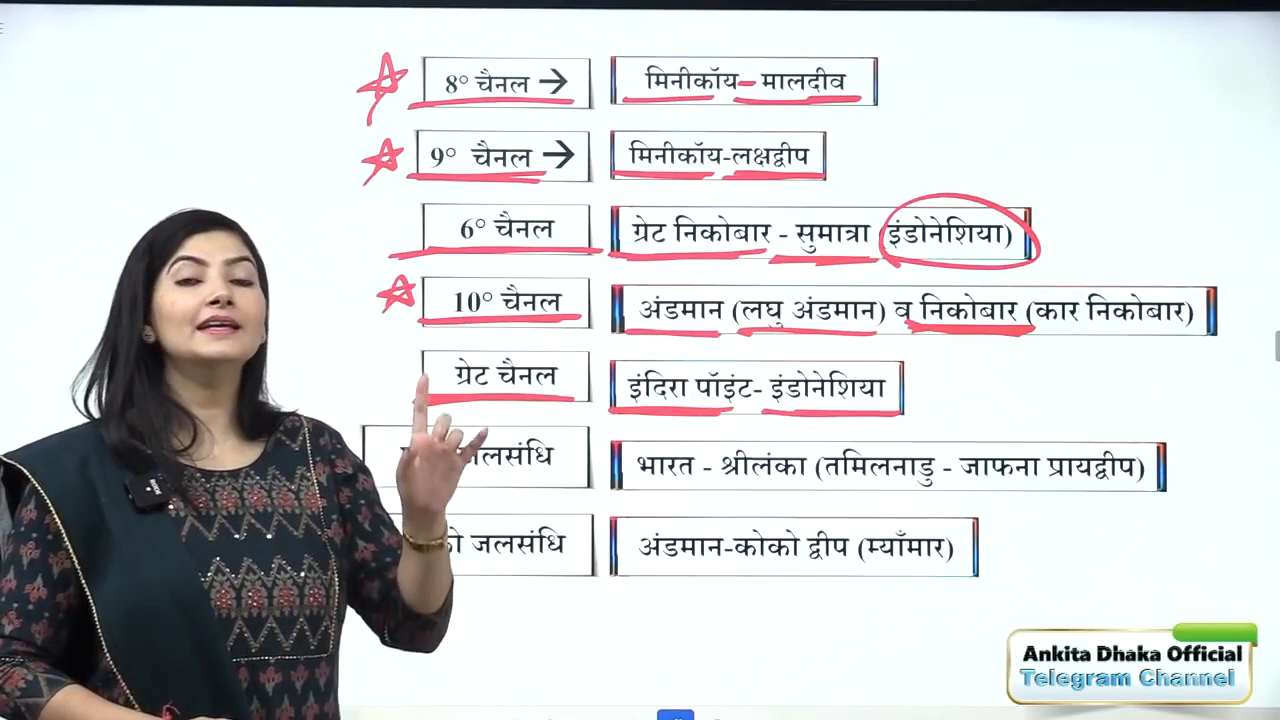 8° चैनल → मिनीकॉय - मालदीव
9° चैनल → मिनीकॉय-लक्षद्वीप
6° चैनल ग्रेट निकोबार - सुमात्रा (इंडोनेशिया)
10° चैनल अंडमान (लघु अंडमान) व निकोबार (कार निकोबार)
ग्रेट चैनल इंदिरा पॉइंट- इंडोनेशिया
जलसंधि भारत - श्रीलंका (तमिलनाडु - जाफना प्रायद्वीप)
जलसंधि अंडमान-कोको द्वीप (म्याँमार)
Ankita Dhaka Official
Telegram Channel